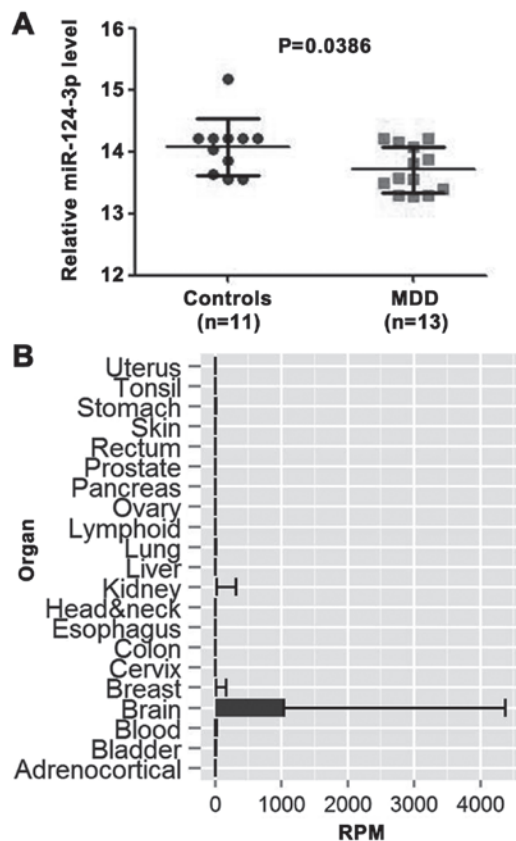 A
P=0.0386
Relative miR-124-3p level
16
15
14
13
12
Controls
(n=11)
MDD
(n=13)
B
Organ
Uterus
Tonsil
Stomach
Skin
Rectum
Prostate
Pancreas
Ovary
Lymphoid
Lung
Liver
Kidney
Head&neck
Esophagus
Colon
Cervix
Breast
Brain
Blood
Bladder
Adrenocortical
0 1000 2000 3000 4000
RPM